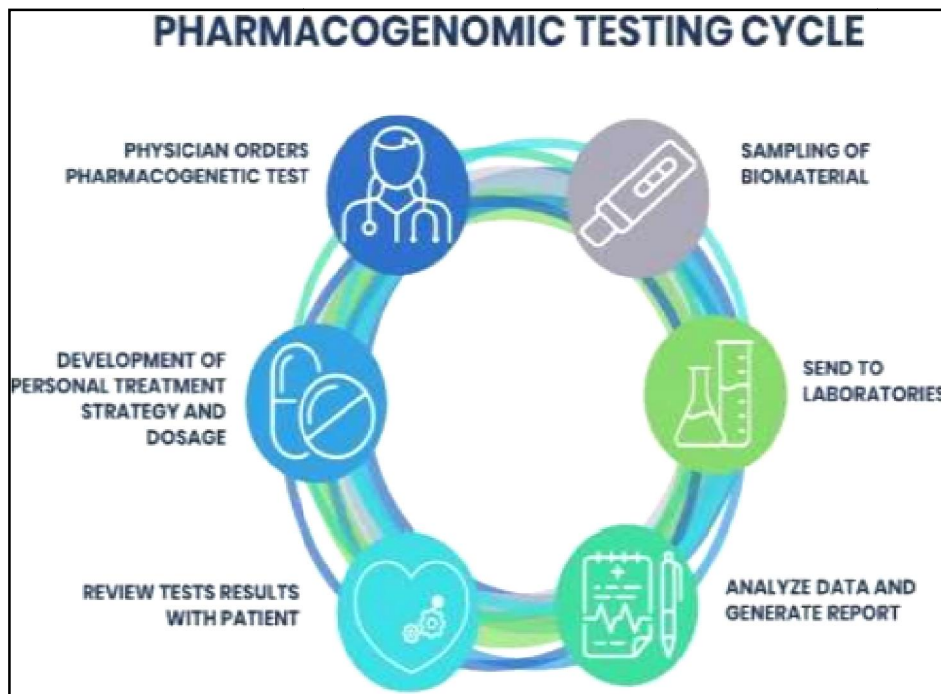 PHARMACOGENOMIC TESTING CYCLE
PHYSICIAN ORDERS
PHARMACOGENETIC TEST
SAMPLING OF
BIOMATERIAL
SEND TO
LABORATORIES
ANALYZE DATA AND
GENERATE REPORT
REVIEW TESTS RESULTS
WITH PATIENT
DEVELOPMENT OF
PERSONAL TREATMENT
STRATEGY AND
DOSAGE